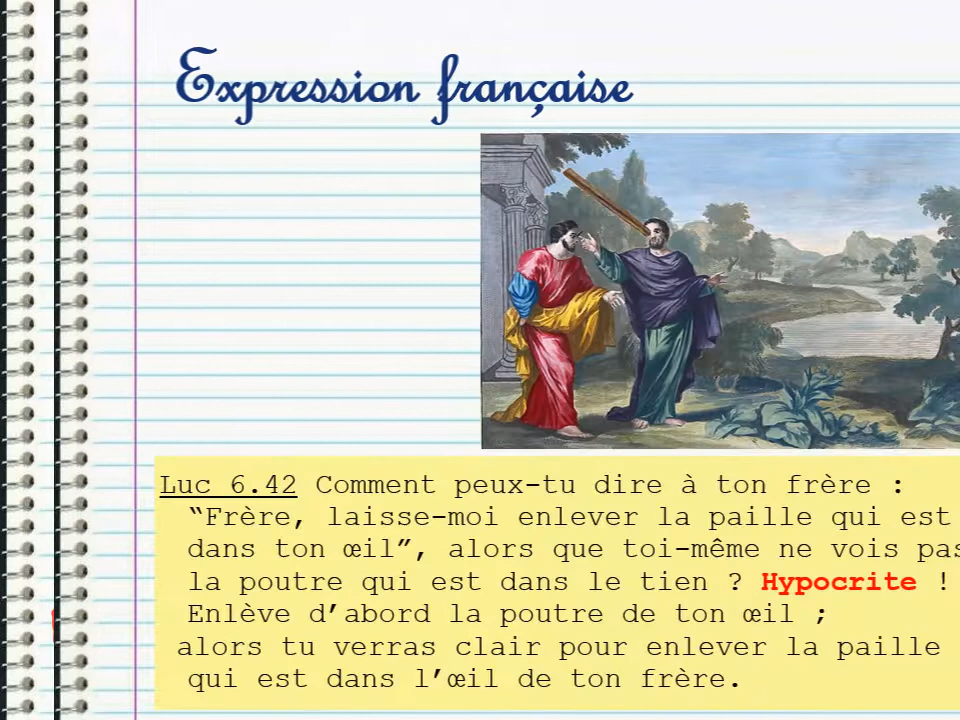 Expression française
Luc 6.42 Comment peux-tu dire à ton frère :
“Frère, laisse-moi enlever la paille qui est
dans ton œil”, alors que toi-même ne vois pas
la poutre qui est dans le tien ? Hypocrite !
Enlève d’abord la poutre de ton œil ;
alors tu verras clair pour enlever la paille
qui est dans l’œil de ton frère.